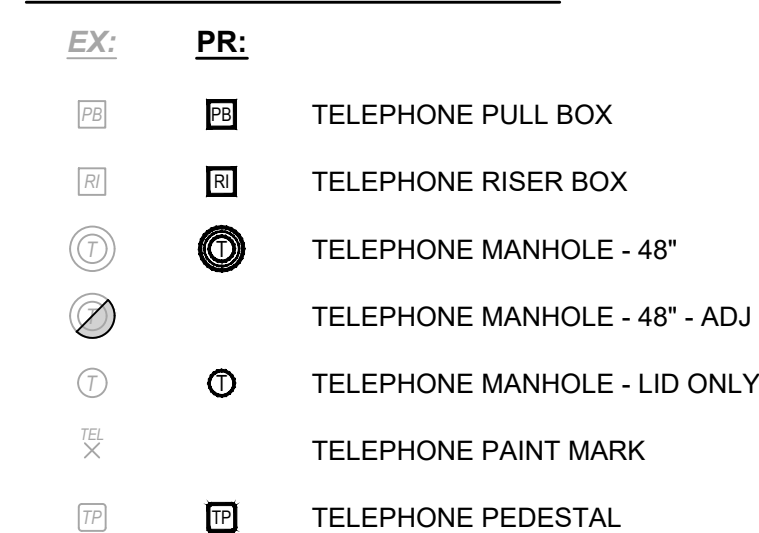 EX: PR:
PB PB TELEPHONE PULL BOX
RI RI TELEPHONE RISER BOX
T T TELEPHONE MANHOLE - 48"
T TELEPHONE MANHOLE - 48" - ADJ
T T TELEPHONE MANHOLE - LID ONLY
TEL TELEPHONE PAINT MARK
TP TP TELEPHONE PEDESTAL